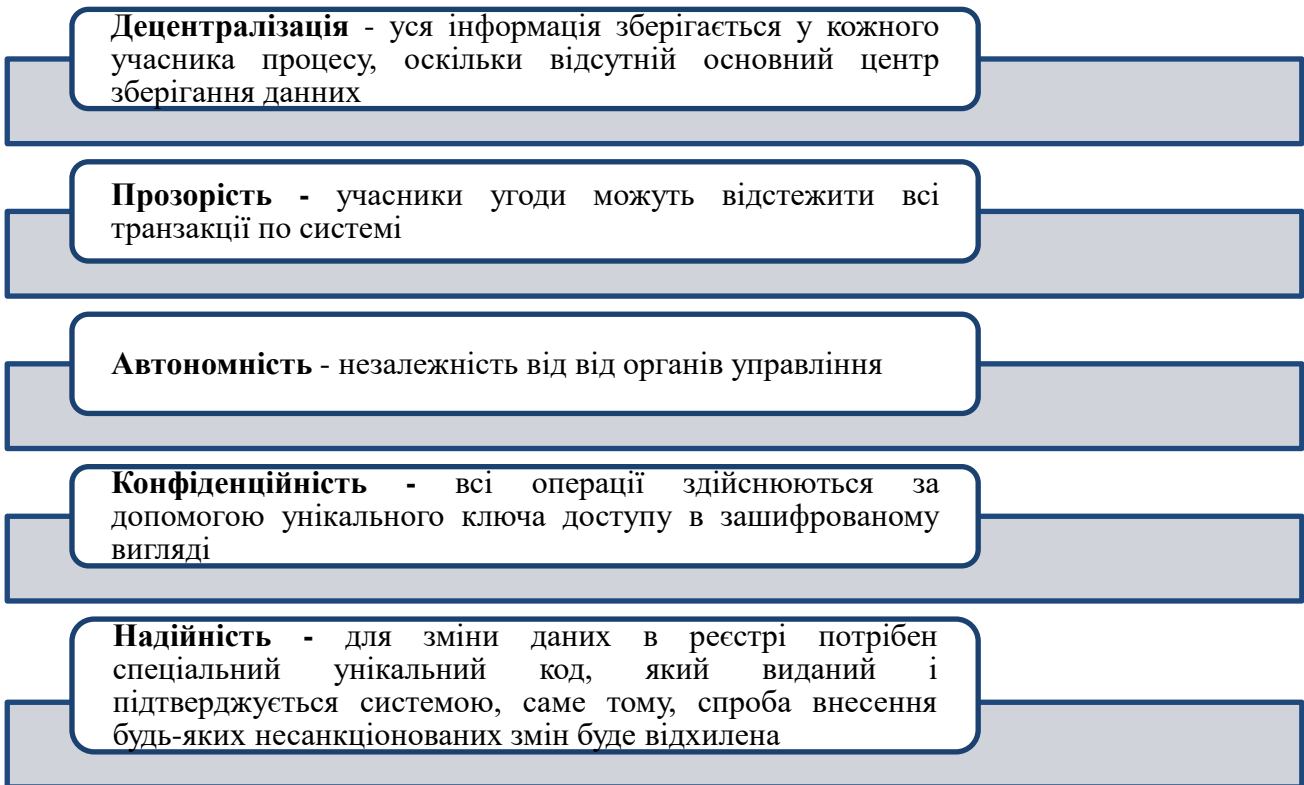 Децентралізація - уся інформація зберігається у кожного
учасника процесу, оскільки відсутній основний центр
зберігання данних
Прозорість - учасники угоди можуть відстежити всі
транзакції по системі
Автономність - незалежність від від органів управління
Конфіденційність - всі операції здійснюються за
допомогою унікального ключа доступу в зашифрованому
вигляді
Надійність - для зміни даних в реєстрі потрібен
спеціальний унікальний код, який виданий і
підтверджується системою, саме тому, спроба внесення
будь-яких несанкціонованих змін буде відхилена